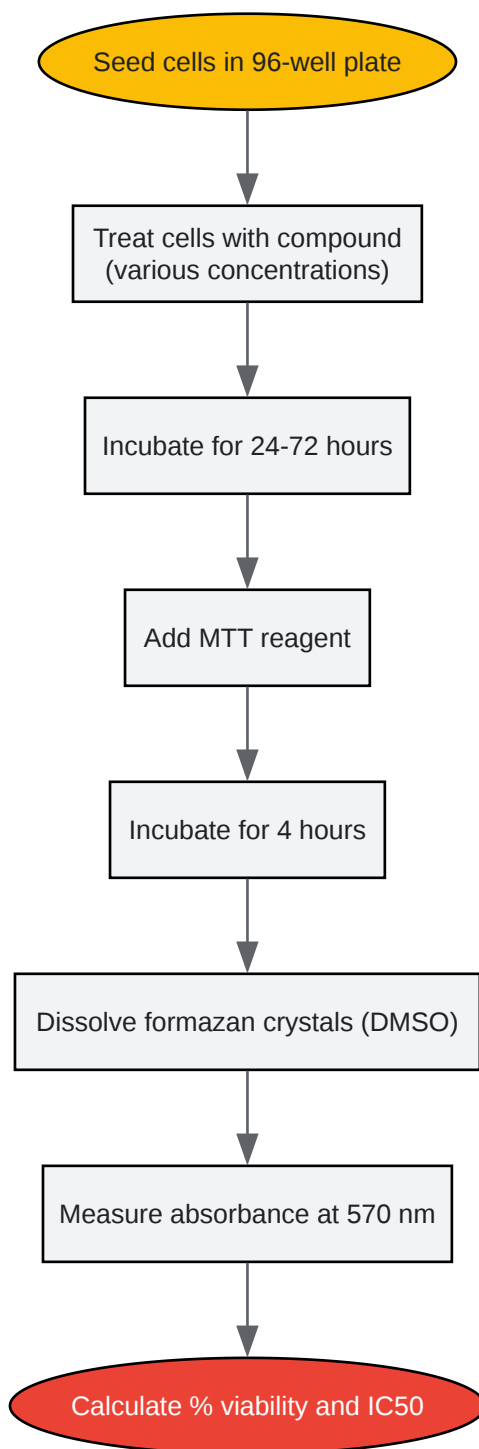 Seed cells in 96-well plate
Treat cells with compound
(various concentrations)
Incubate for 24-72 hours
Add MTT reagent
Incubate for 4 hours
Dissolve formazan crystals (DMSO)
Measure absorbance at 570 nm
Calculate % viability and IC50